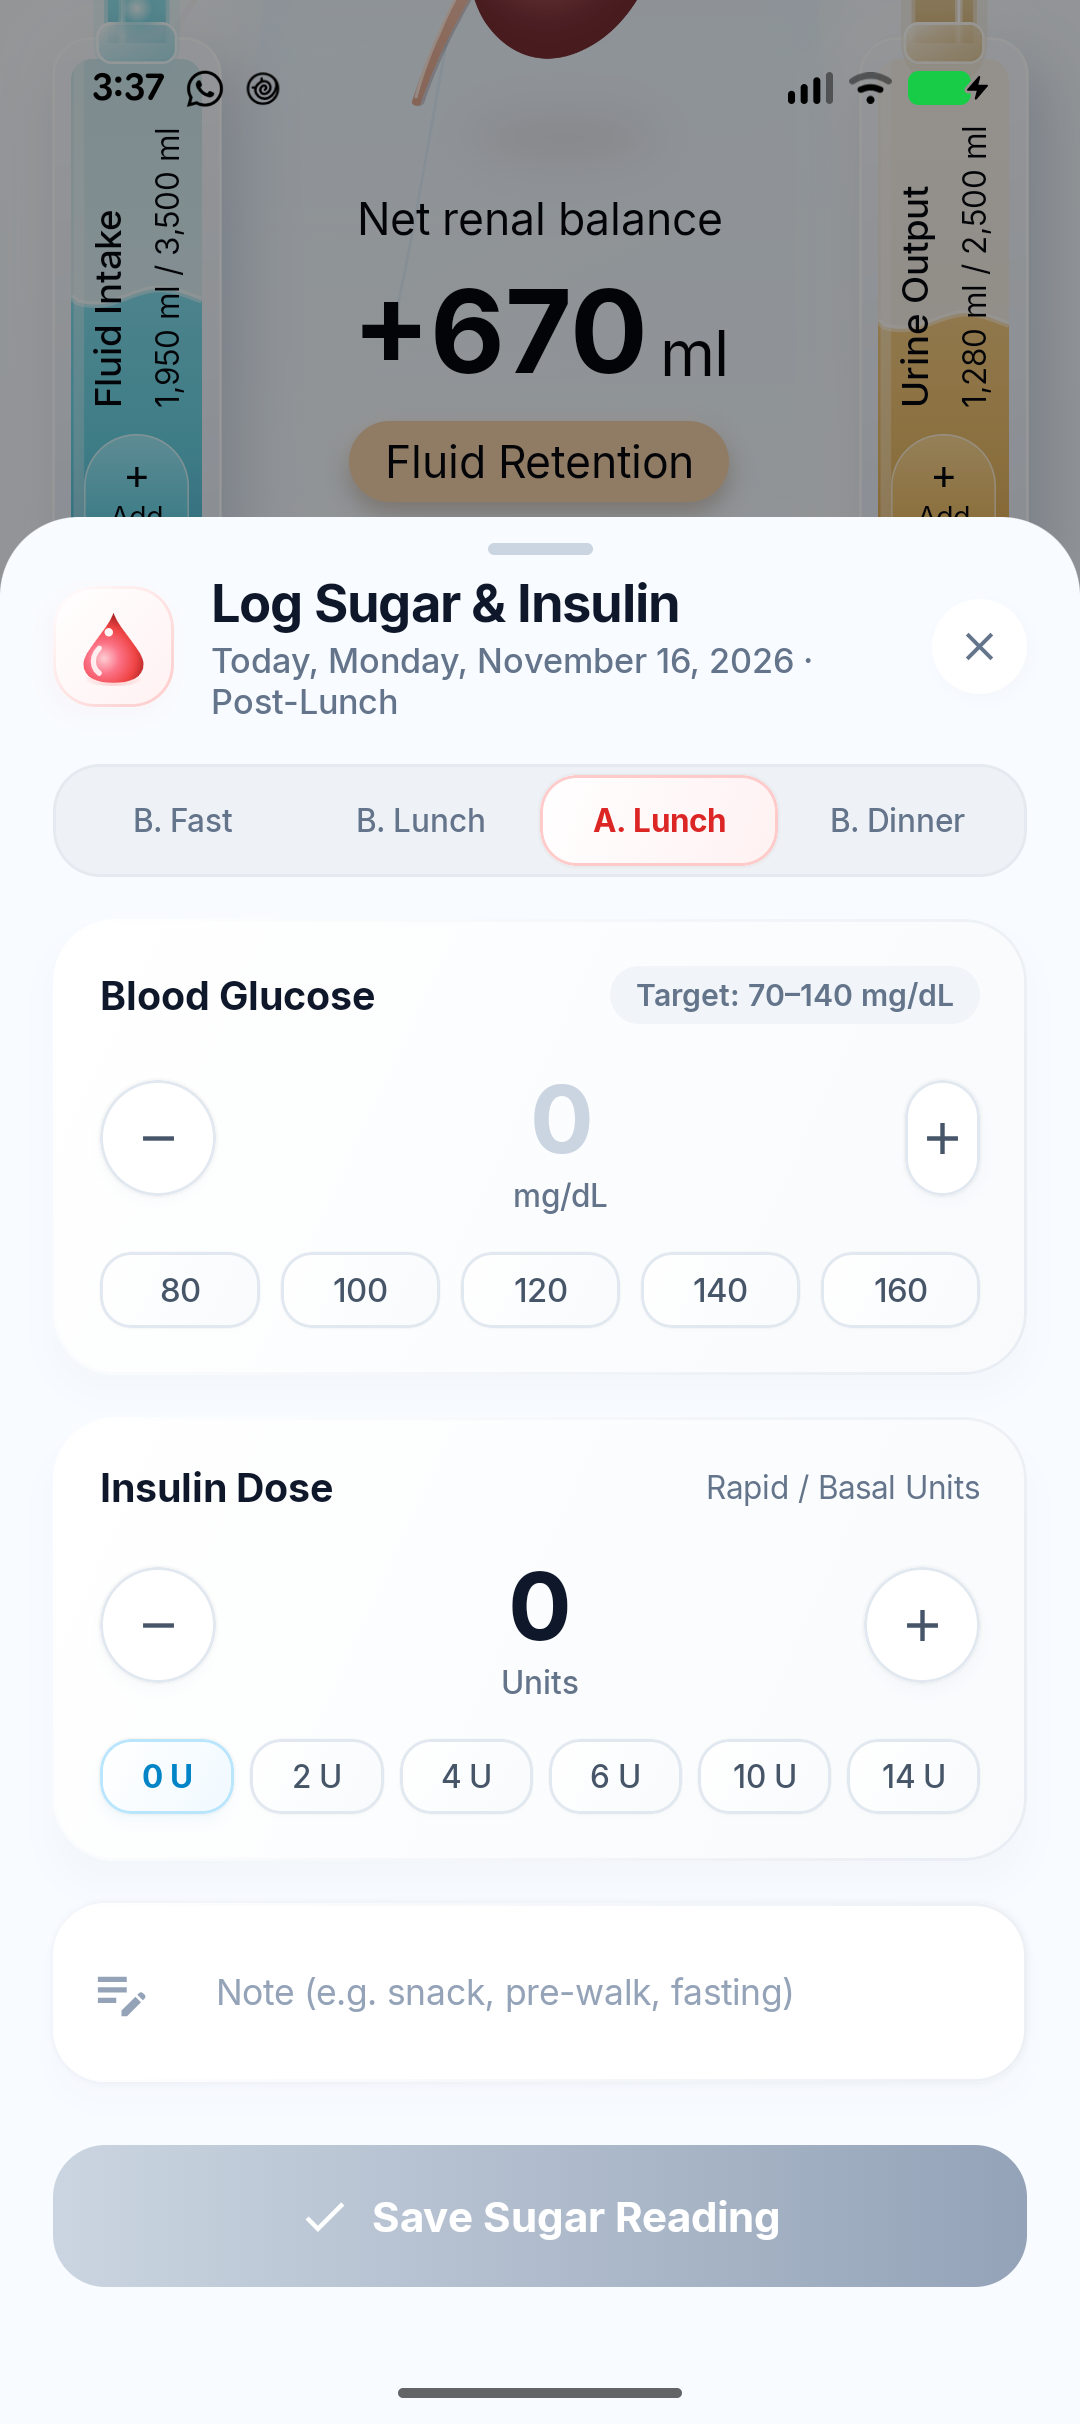 3:37
Fluid Intake
1,950 ml / 3,500 ml
+
Add
Net renal balance
+670 ml
Fluid Retention
Urine Output
1,280 ml / 2,500 ml
+
Add
Log Sugar & Insulin
Today, Monday, November 16, 2026 ·
Post-Lunch
B. Fast B. Lunch A. Lunch B. Dinner
Blood Glucose Target: 70–140 mg/dL
− 0 +
mg/dL
80 100 120 140 160
Insulin Dose Rapid / Basal Units
− 0 +
Units
0 U 2 U 4 U 6 U 10 U 14 U
Note (e.g. snack, pre-walk, fasting)
Save Sugar Reading